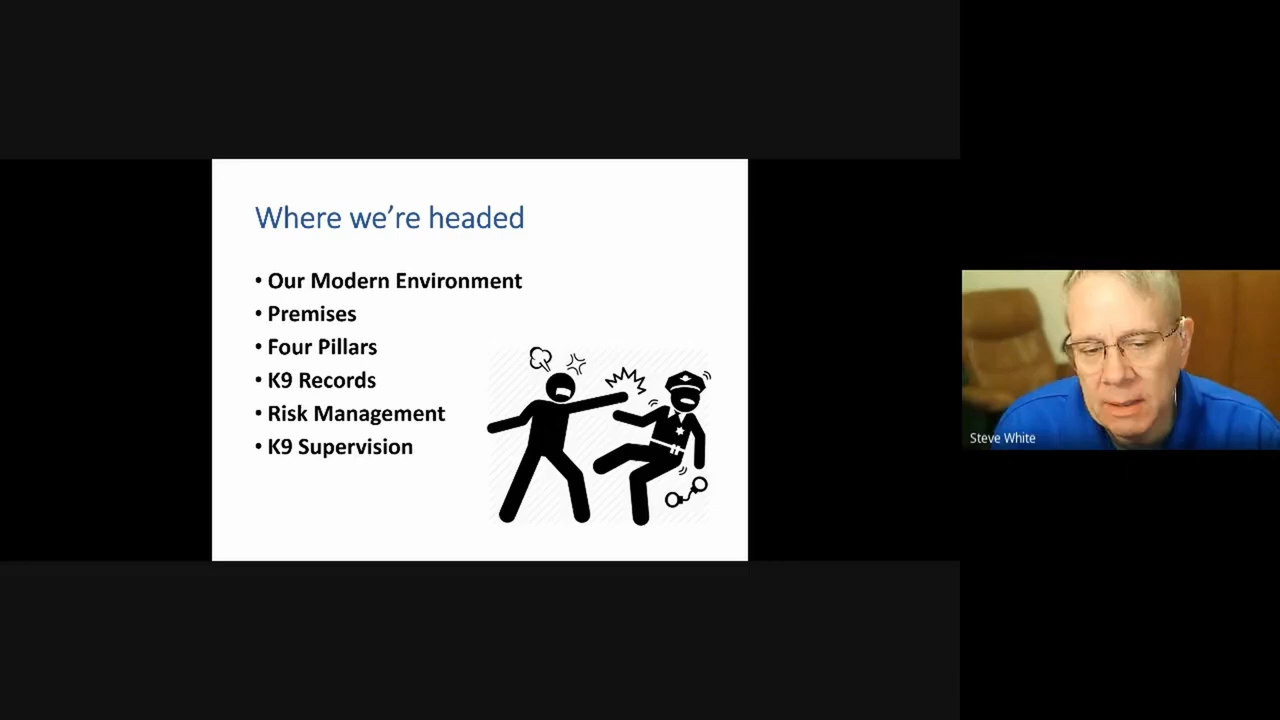 Where we’re headed
• Our Modern Environment
• Premises
• Four Pillars
• K9 Records
• Risk Management
• K9 Supervision
Steve White